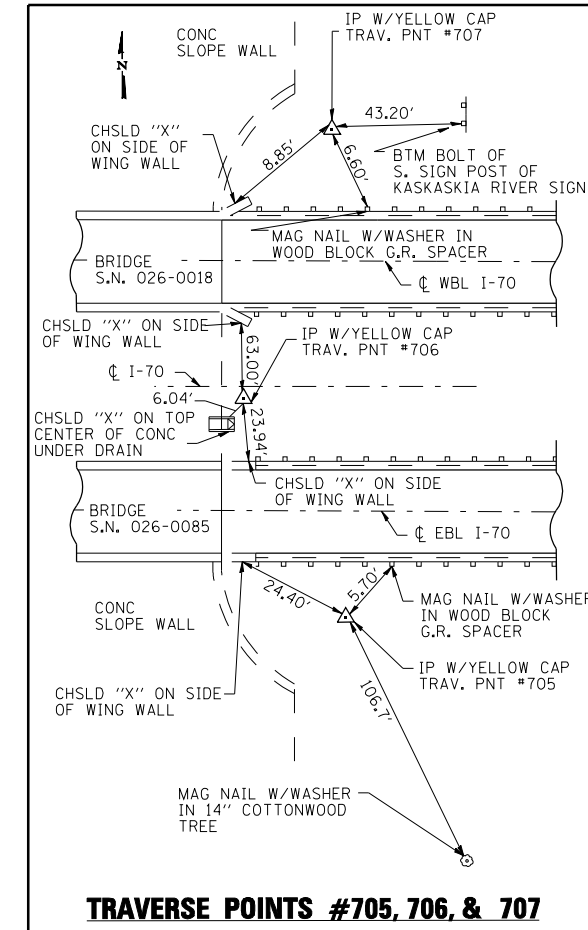 CONC
SLOPE WALL
IP W/YELLOW CAP
TRAV. PNT #707
N
43.20'
CHSLD "X"
ON SIDE OF
WING WALL
8.85'
6.60'
BTM BOLT OF
S. SIGN POST OF
KASKASKIA RIVER SIGN
MAG NAIL W/WASHER IN
WOOD BLOCK G.R. SPACER
BRIDGE
S.N. 026-0018
℄ WBL I-70
CHSLD "X" ON SIDE
OF WING WALL
63.00'
IP W/YELLOW CAP
TRAV. PNT #706
℄ I-70
6.04'
CHSLD "X" ON TOP
CENTER OF CONC
UNDER DRAIN
23.94'
CHSLD "X" ON SIDE
OF WING WALL
BRIDGE
S.N. 026-0085
℄ EBL I-70
24.40'
5.70'
MAG NAIL W/WASHER
IN WOOD BLOCK
G.R. SPACER
CONC
SLOPE WALL
IP W/YELLOW CAP
TRAV. PNT #705
CHSLD "X" ON SIDE
OF WING WALL
106.7'
MAG NAIL W/WASHER
IN 14" COTTONWOOD
TREE
TRAVERSE POINTS #705, 706, & 707